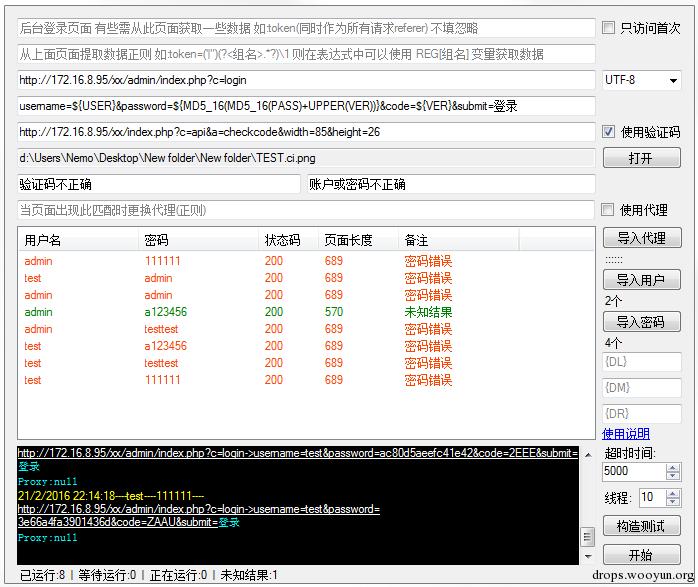 后台登录页面 有些需从此页面获取一些数据 如:token(同时作为所有请求referer) 不填忽略
只访问首次
从上面页面提取数据正则 如:token=('|")(?<组名>.*?)\1 则在表达式中可以使用 REG[组名] 变量获取数据
http://172.16.8.95/xx/admin/index.php?c=login
UTF-8
username=${USER}&password=${MD5_16(MD5_16(PASS)+UPPER(VER))}&code=${VER}&submit=登录
http://172.16.8.95/xx/index.php?c=api&a=checkcode&width=85&height=26
使用验证码
d:\Users\Nemo\Desktop\New folder\New folder\TEST.ci.png
打开
验证码不正确 账户或密码不正确
当页面出现此匹配时更换代理(正则)
使用代理
用户名 密码 状态码 页面长度 备注
导入代理
admin 111111 200 689 密码错误
::::::
test admin 200 689 密码错误
导入用户
admin admin 200 689 密码错误
2个
admin a123456 200 570 未知结果
导入密码
admin testtest 200 689 密码错误
4个
test a123456 200 689 密码错误
{DL}
test testtest 200 689 密码错误
test 111111 200 689 密码错误
{DM}
{DR}
使用说明
http://172.16.8.95/xx/admin/index.php?c=login->username=test&password=ac80d5aeefc41e42&code=2EEE&submit=
登录
Proxy:null
21/2/2016 22:14:18---test----111111----
http://172.16.8.95/xx/admin/index.php?c=login->username=test&password=
3e66a4fa3901436d&code=ZAAU&submit=登录
Proxy:null
超时时间:
5000
线程: 10
构造测试
开始
已运行:8 | 等待运行:0 | 正在运行:0 | 未知结果:1
drops.wooyun.org